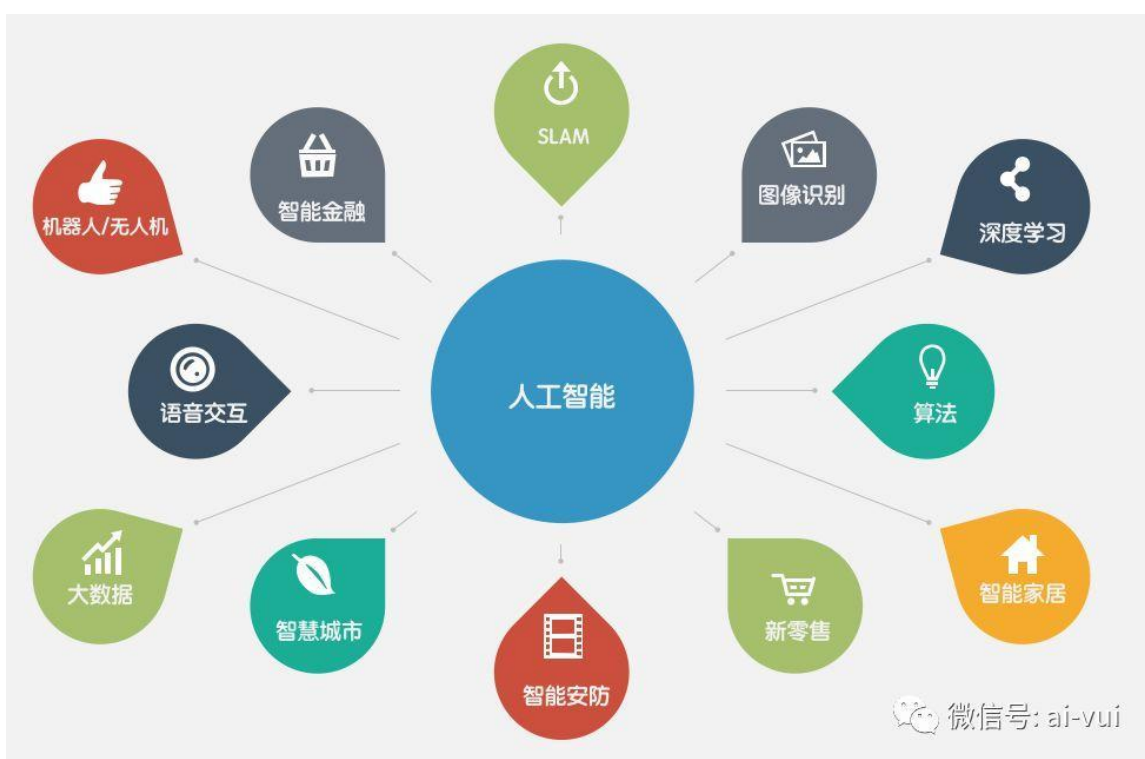 SLAM
智能金融
图像识别
机器人/无人机
深度学习
人工智能
语音交互
算法
大数据
智能家居
智慧城市
新零售
智能安防
微信号: ai-vui